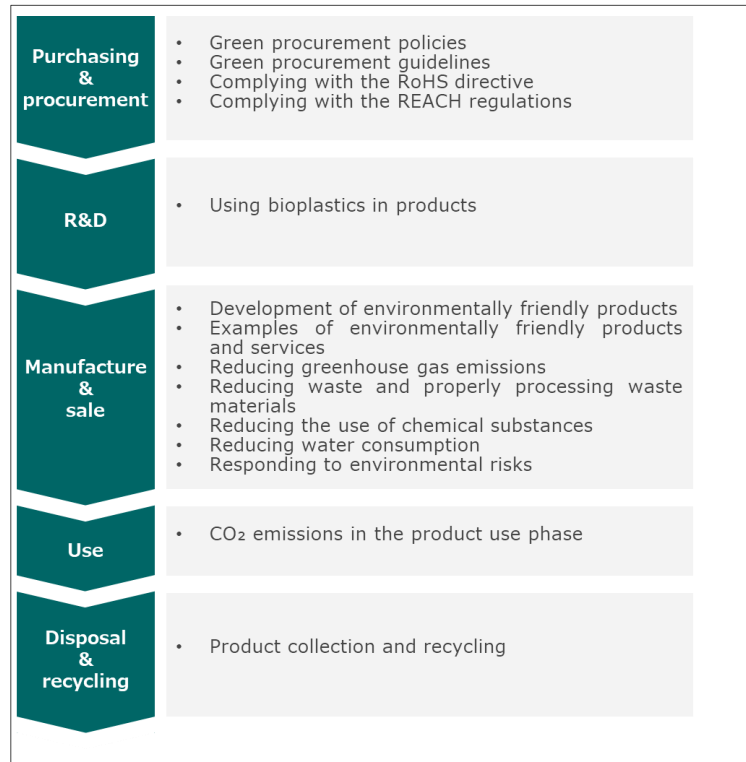 Purchasing
&
procurement
• Green procurement policies
• Green procurement guidelines
• Complying with the RoHS directive
• Complying with the REACH regulations
R&D
• Using bioplastics in products
Manufacture
&
sale
• Development of environmentally friendly products
• Examples of environmentally friendly products
and services
• Reducing greenhouse gas emissions
• Reducing waste and properly processing waste
materials
• Reducing the use of chemical substances
• Reducing water consumption
• Responding to environmental risks
Use
• CO₂ emissions in the product use phase
Disposal
&
recycling
• Product collection and recycling